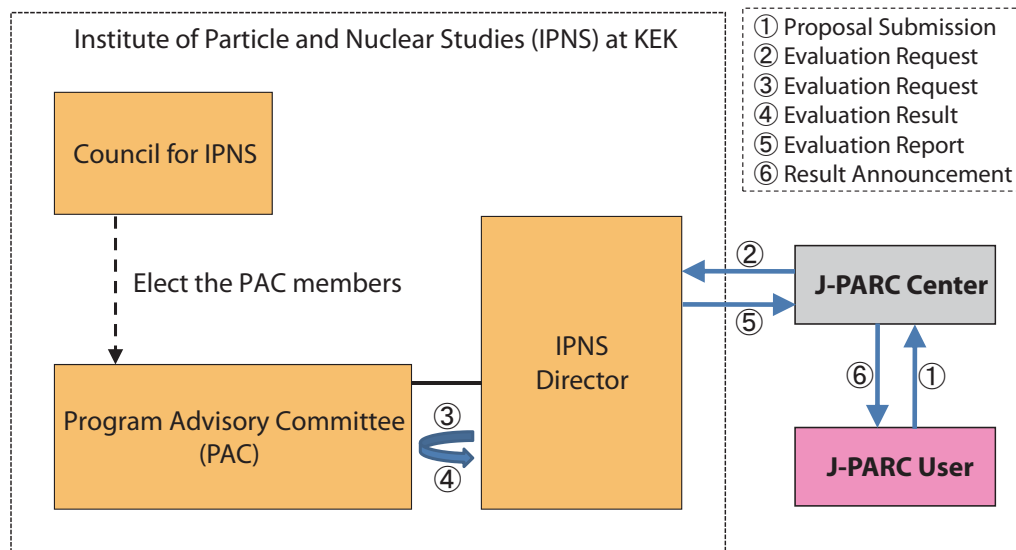 Institute of Particle and Nuclear Studies (IPNS) at KEK
① Proposal Submission
② Evaluation Request
③ Evaluation Request
④ Evaluation Result
⑤ Evaluation Report
⑥ Result Announcement
Council for IPNS
Elect the PAC members
Program Advisory Committee
(PAC)
③
④
IPNS
Director
②
⑤
J-PARC Center
⑥
①
J-PARC User